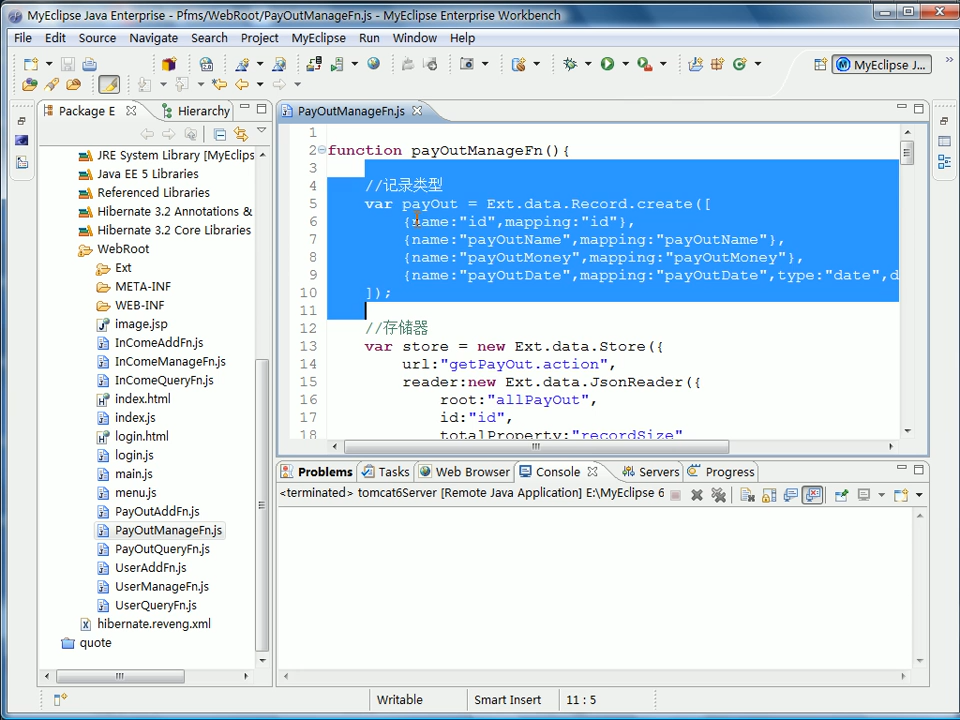 MyEclipse Java Enterprise - Pfms/WebRoot/PayOutManageFn.js - MyEclipse Enterprise Workbench
File Edit Source Navigate Search Project MyEclipse Run Window Help
MyEclipse J...
Package E
Hierarchy
JRE System Library [MyEclips
Java EE 5 Libraries
Referenced Libraries
Hibernate 3.2 Annotations &
Hibernate 3.2 Core Libraries
WebRoot
Ext
META-INF
WEB-INF
image.jsp
InComeAddFn.js
InComeManageFn.js
InComeQueryFn.js
index.html
index.js
login.html
login.js
main.js
menu.js
PayOutAddFn.js
PayOutManageFn.js
PayOutQueryFn.js
UserAddFn.js
UserManageFn.js
UserQueryFn.js
hibernate.reveng.xml
quote
PayOutManageFn.js
1
2 function payOutManageFn(){
3
4 //记录类型
5 var payOut = Ext.data.Record.create([
6 {name:"id",mapping:"id"},
7 {name:"payOutName",mapping:"payOutName"},
8 {name:"payOutMoney",mapping:"payOutMoney"},
9 {name:"payOutDate",mapping:"payOutDate",type:"date",d
10 ]);
11
12 //存储器
13 var store = new Ext.data.Store({
14 url:"getPayOut.action",
15 reader:new Ext.data.JsonReader({
16 root:"allPayOut",
17 id:"id",
18 totalProperty:"recordSize"
Problems Tasks Web Browser Console Servers Progress
<terminated> tomcat6Server [Remote Java Application] E:\MyEclipse 6
Writable Smart Insert 11 : 5